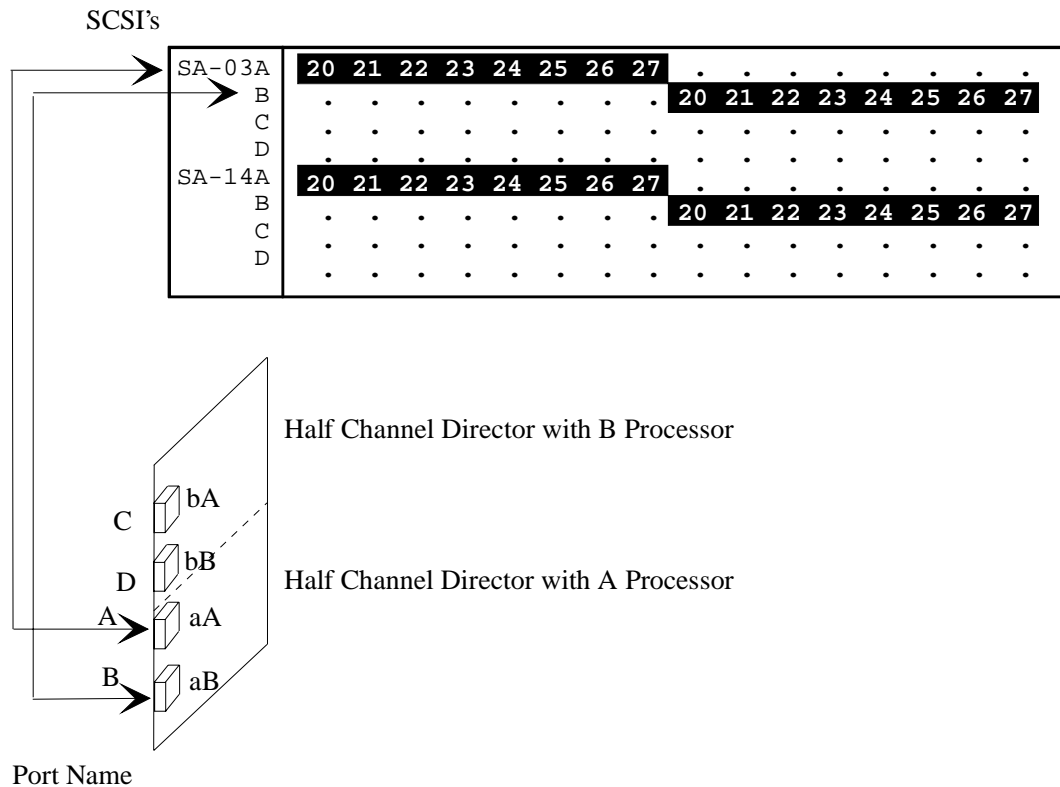 SCSI's
SA-03A 20 21 22 23 24 25 26 27 . . . . . . . .
B . . . . . . . . 20 21 22 23 24 25 26 27
C . . . . . . . . . . . . . . . .
D . . . . . . . . . . . . . . . .
SA-14A 20 21 22 23 24 25 26 27 . . . . . . . .
B . . . . . . . . 20 21 22 23 24 25 26 27
C . . . . . . . . . . . . . . . .
D . . . . . . . . . . . . . . . .
Half Channel Director with B Processor
C bA
D bB
Half Channel Director with A Processor
A aA
B aB
Port Name